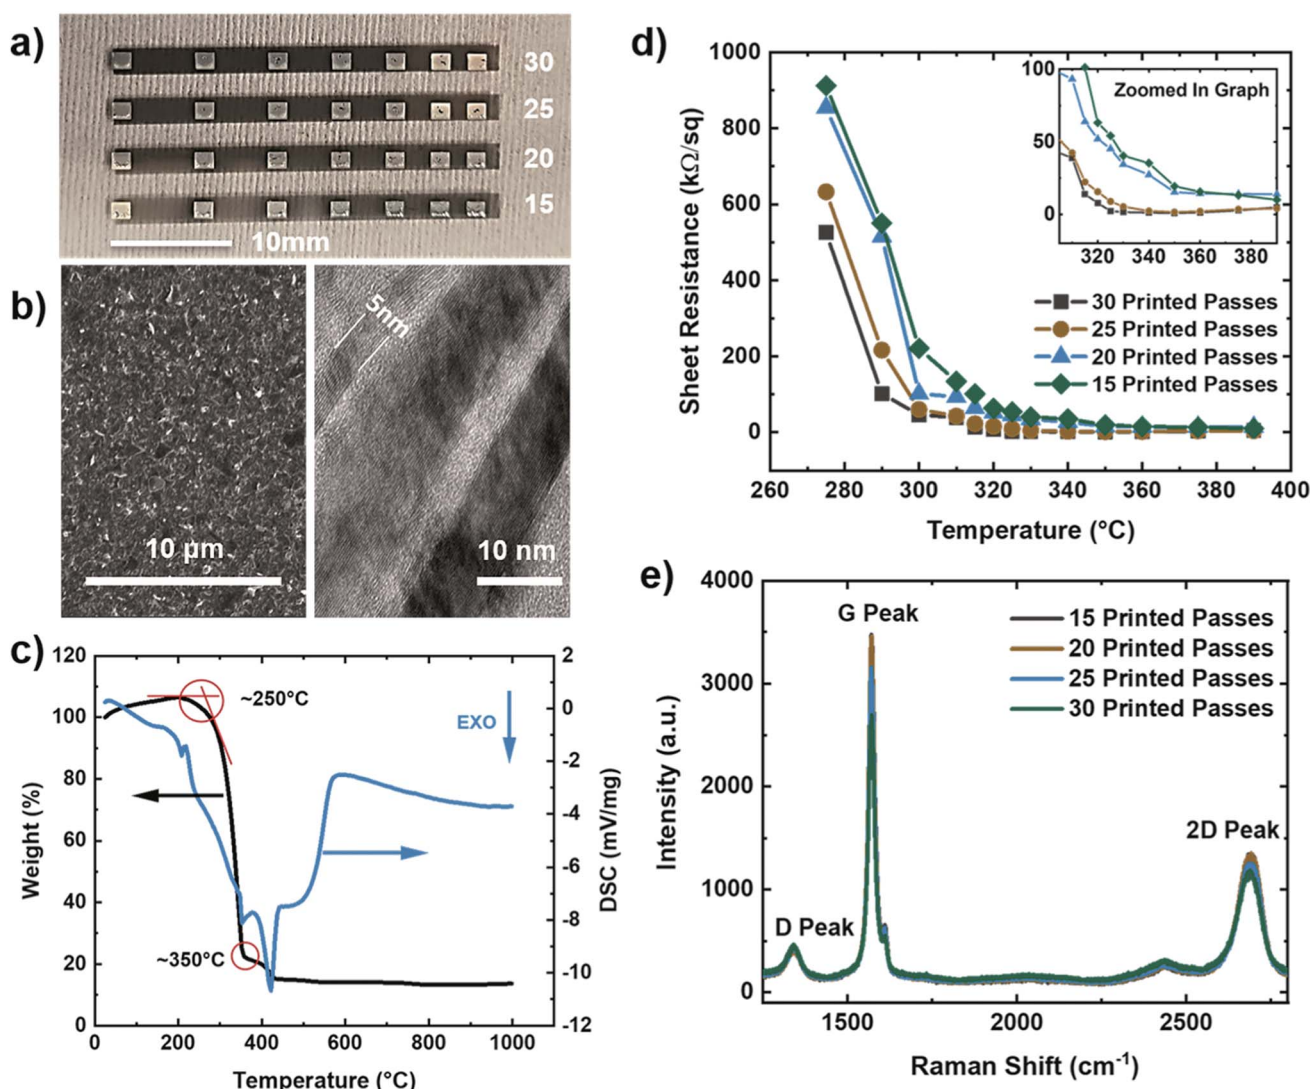 a)
30
25
20
15
10mm
b)
5nm
10 µm
10 nm
c)
120
100
80
60
40
20
0
Weight (%)
0 200 400 600 800 1000
Temperature (°C)
2
0
-2
-4
-6
-8
-10
-12
DSC (mV/mg)
~250°C
~350°C
EXO
d)
1000
800
600
400
200
0
Sheet Resistance (kΩ/sq)
260 280 300 320 340 360 380 400
Temperature (°C)
100
50
0
Zoomed In Graph
320 340 360 380
30 Printed Passes
25 Printed Passes
20 Printed Passes
15 Printed Passes
e)
4000
3000
2000
1000
0
Intensity (a.u.)
G Peak
D Peak
2D Peak
15 Printed Passes
20 Printed Passes
25 Printed Passes
30 Printed Passes
1500 2000 2500
Raman Shift (cm⁻¹)